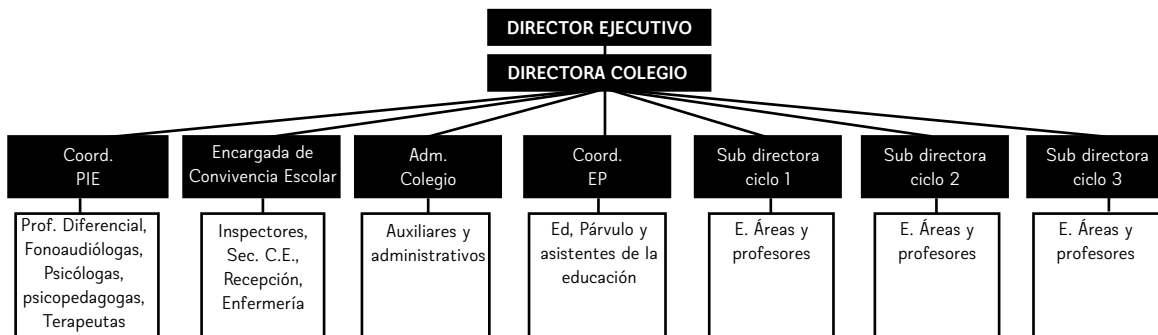 DIRECTOR EJECUTIVO
DIRECTORA COLEGIO
Coord.
PIE
Encargada de
Convivencia Escolar
Adm.
Colegio
Coord.
EP
Sub directora
ciclo 1
Sub directora
ciclo 2
Sub directora
ciclo 3
Prof. Diferencial,
Fonoaudiólogas,
Psicólogas,
psicopedagogas,
Terapeutas
Inspectores,
Sec. C.E.,
Recepción,
Enfermería
Auxiliares y
administrativos
Ed, Párvulo y
asistentes de la
educación
E. Áreas y
profesores
E. Áreas y
profesores
E. Áreas y
profesores